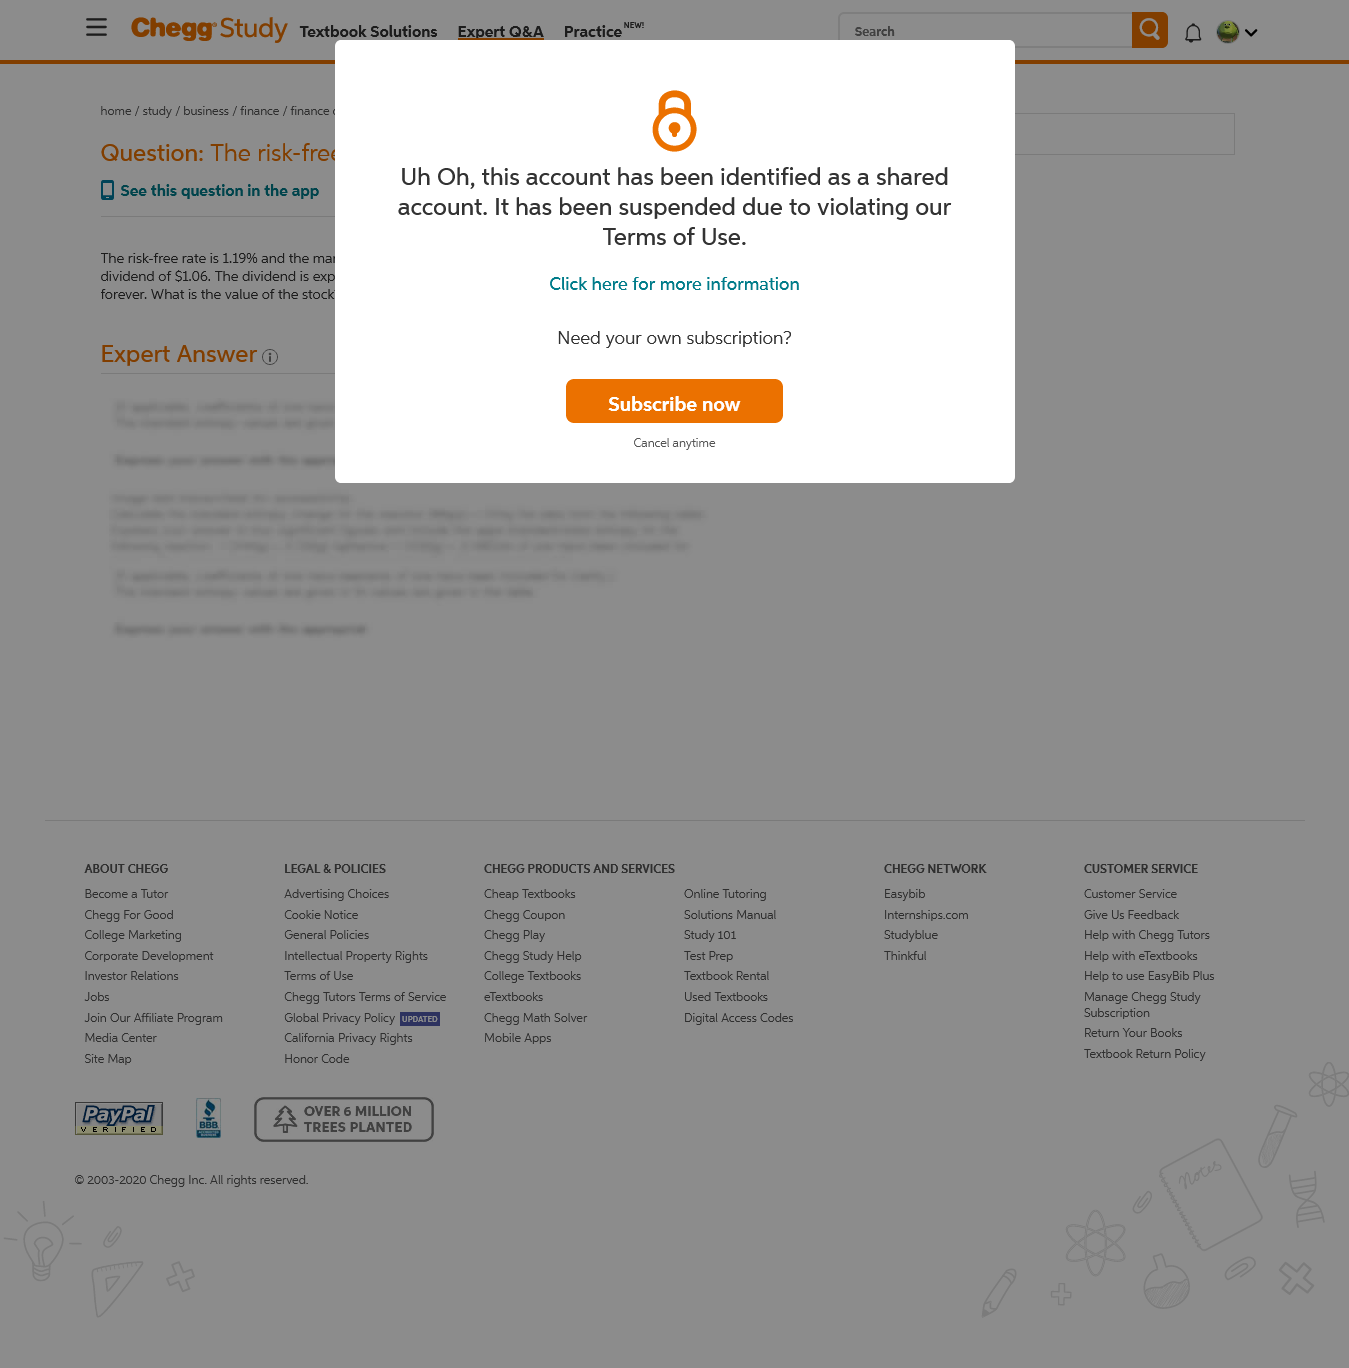 Chegg Study Textbook Solutions Expert Q&A Practice NEW! Search
home / study / business / finance / finance
Question: The risk-free
See this question in the app
The risk-free rate is 1.19% and the
dividend of $1.06. The dividend is
forever. What is the value of the stock
Expert Answer
Uh Oh, this account has been identified as a shared
account. It has been suspended due to violating our
Terms of Use.
Click here for more information
Need your own subscription?
Subscribe now
Cancel anytime
ABOUT CHEGG
Become a Tutor
Chegg For Good
College Marketing
Corporate Development
Investor Relations
Jobs
Join Our Affiliate Program
Media Center
Site Map
LEGAL & POLICIES
Advertising Choices
Cookie Notice
General Policies
Intellectual Property Rights
Terms of Use
Chegg Tutors Terms of Service
Global Privacy Policy UPDATED
California Privacy Rights
Honor Code
CHEGG PRODUCTS AND SERVICES
Cheap Textbooks
Chegg Coupon
Chegg Play
Chegg Study Help
College Textbooks
eTextbooks
Chegg Math Solver
Mobile Apps
Online Tutoring
Solutions Manual
Study 101
Test Prep
Textbook Rental
Used Textbooks
Digital Access Codes
CHEGG NETWORK
Easybib
Internships.com
Studyblue
Thinkful
CUSTOMER SERVICE
Customer Service
Give Us Feedback
Help with Chegg Tutors
Help with eTextbooks
Help to use EasyBib Plus
Manage Chegg Study
Subscription
Return Your Books
Textbook Return Policy
PayPal
VERIFIED
BBB
OVER 6 MILLION
TREES PLANTED
© 2003-2020 Chegg Inc. All rights reserved.
Notes